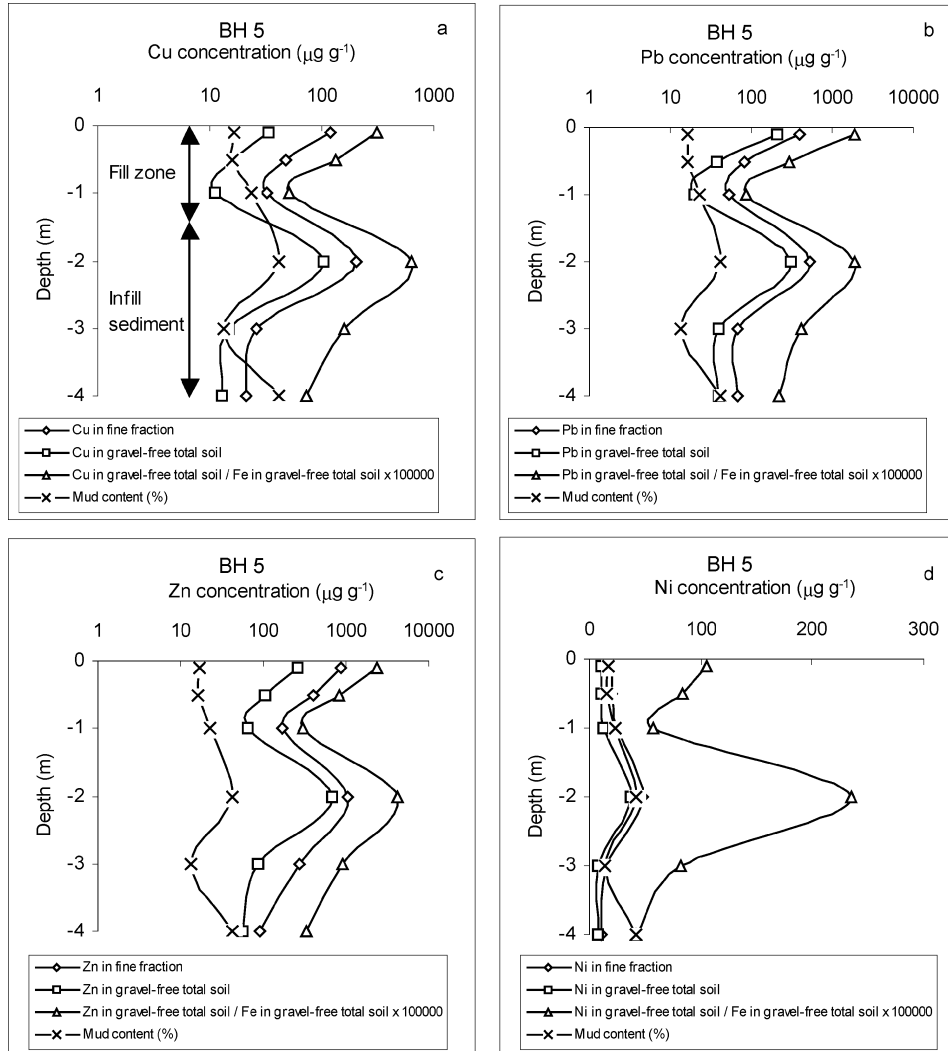 BH 5
Cu concentration (µg g-1)
a
1 10 100 1000
0
-1
-2
-3
-4
Depth (m)
Fill zone
Infill
sediment
Cu in fine fraction
Cu in gravel-free total soil
Cu in gravel-free total soil / Fe in gravel-free total soil x 100000
Mud content (%)
BH 5
Pb concentration (µg g-1)
b
1 10 100 1000 10000
0
-1
-2
-3
-4
Depth (m)
Pb in fine fraction
Pb in gravel-free total soil
Pb in gravel-free total soil / Fe in gravel-free total soil x 100000
Mud content (%)
BH 5
Zn concentration (µg g-1)
c
1 10 100 1000 10000
0
-1
-2
-3
-4
Depth (m)
Zn in fine fraction
Zn in gravel-free total soil
Zn in gravel-free total soil / Fe in gravel-free total soil x 100000
Mud content (%)
BH 5
Ni concentration (µg g-1)
d
0 100 200 300
0
-1
-2
-3
-4
Depth (m)
Ni in fine fraction
Ni in gravel-free total soil
Ni in gravel-free total soil / Fe in gravel-free total soil x 100000
Mud content (%)